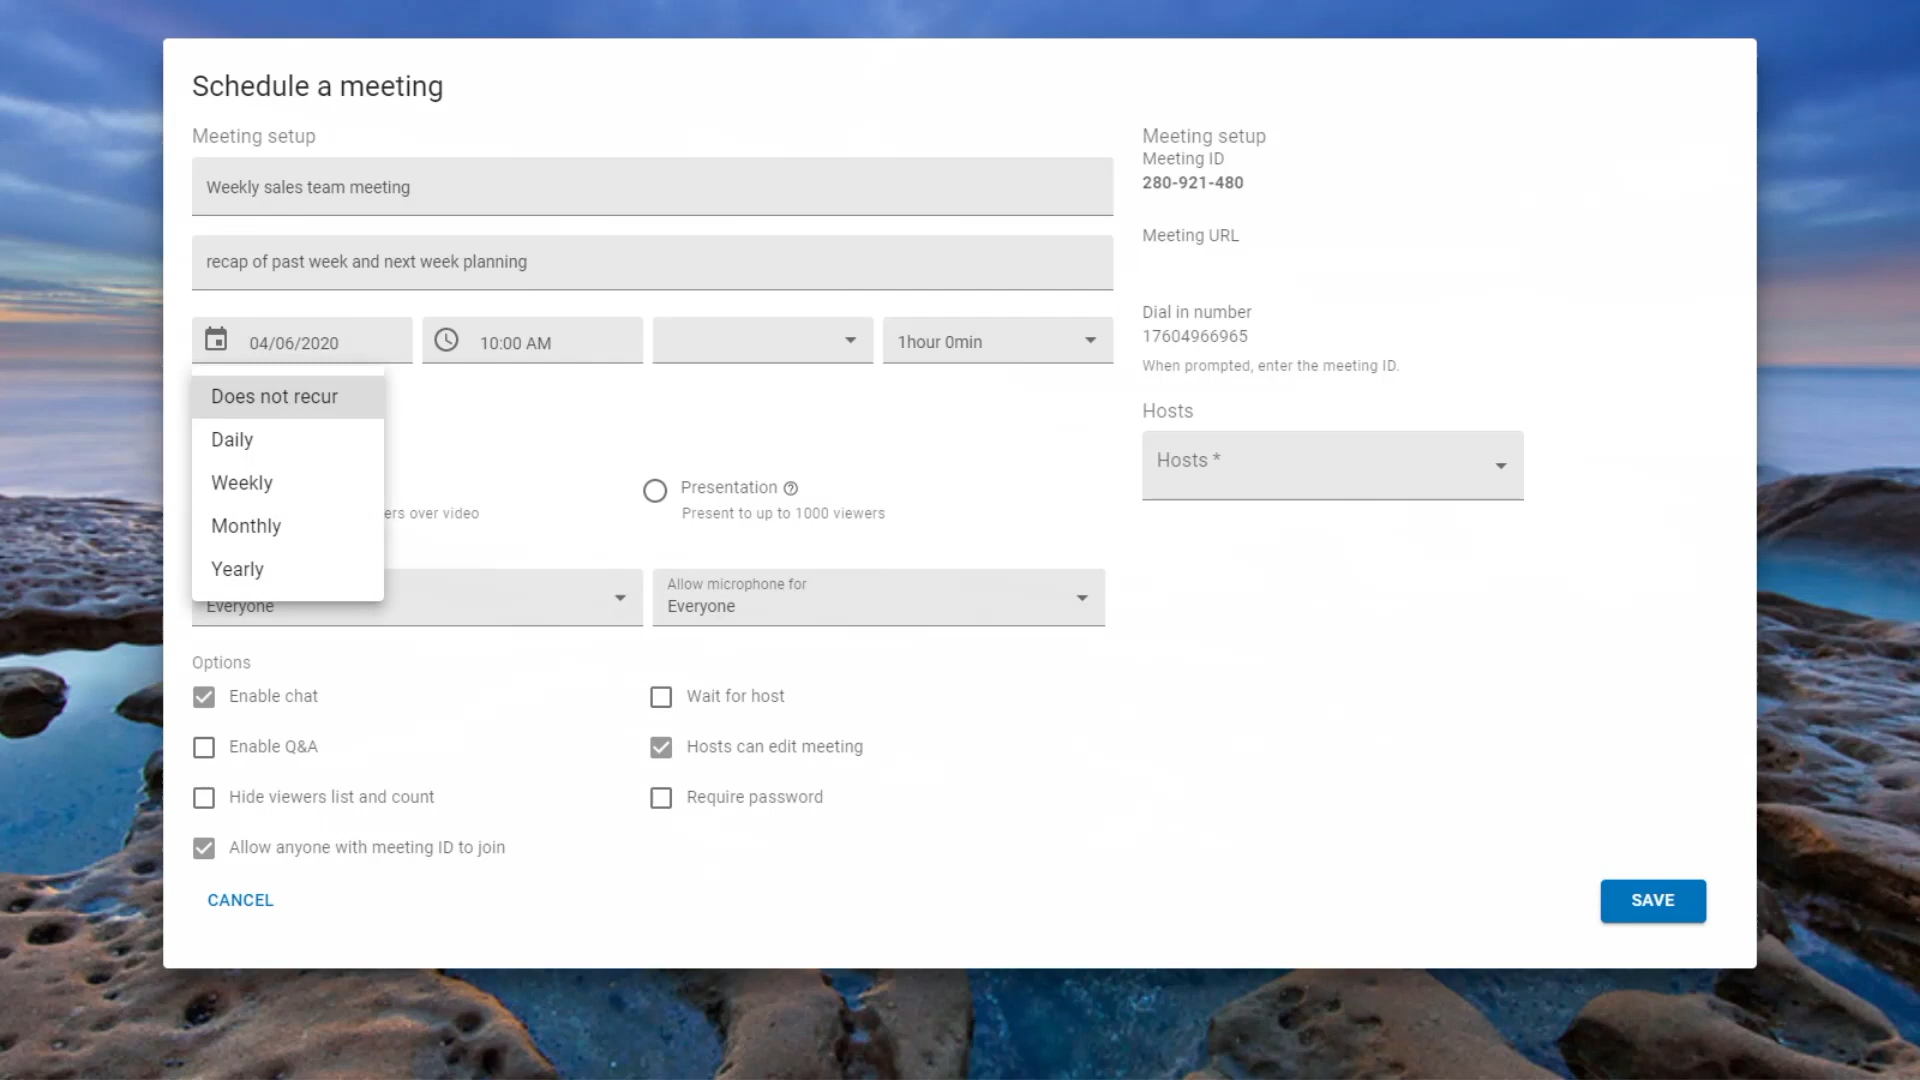 Schedule a meeting
Meeting setup
Weekly sales team meeting
recap of past week and next week planning
04/06/2020
10:00 AM
1hour 0min
Does not recur
Daily
Weekly
Monthly
Yearly
ers over video
Presentation
Present to up to 1000 viewers
Everyone
Allow microphone for
Everyone
Options
Enable chat
Wait for host
Enable Q&A
Hosts can edit meeting
Hide viewers list and count
Require password
Allow anyone with meeting ID to join
CANCEL
Meeting setup
Meeting ID
280-921-480
Meeting URL
Dial in number
17604966965
When prompted, enter the meeting ID.
Hosts
Hosts *
SAVE